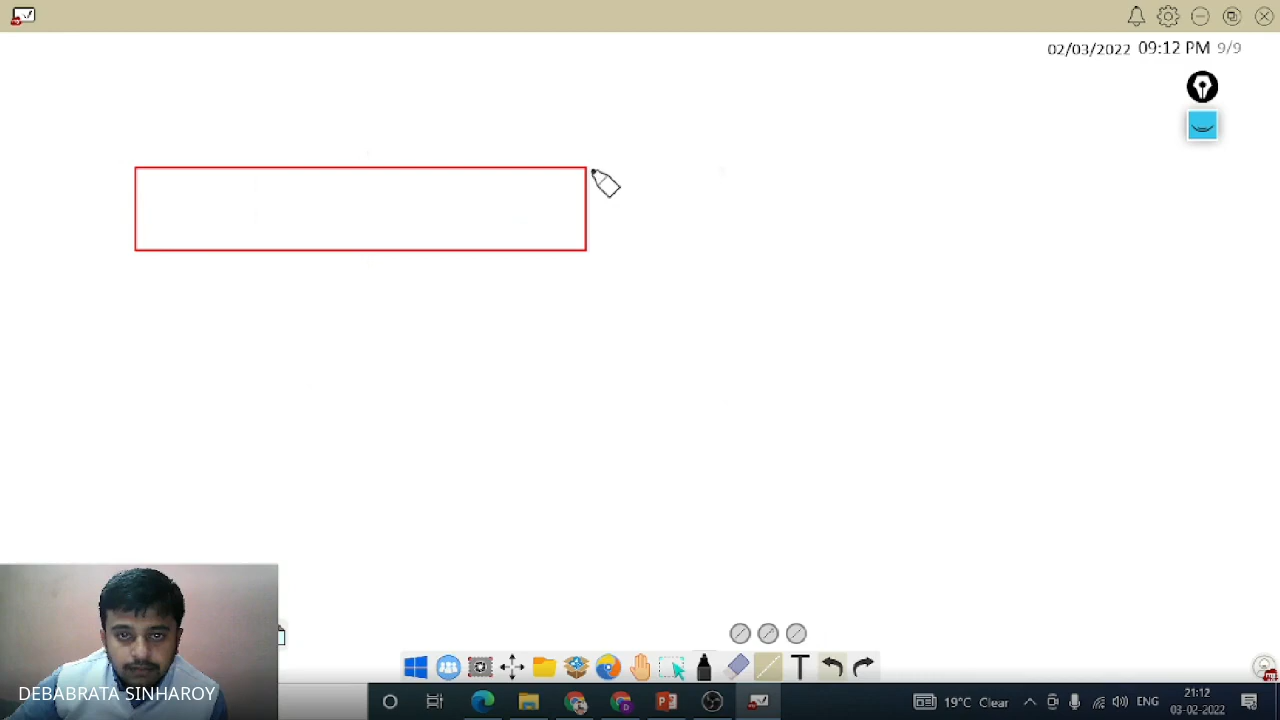 02/03/2022 09:12 PM 9/9
DEBABRATA SINHAROY
19°C Clear
ENG
21:12
03-02-2022